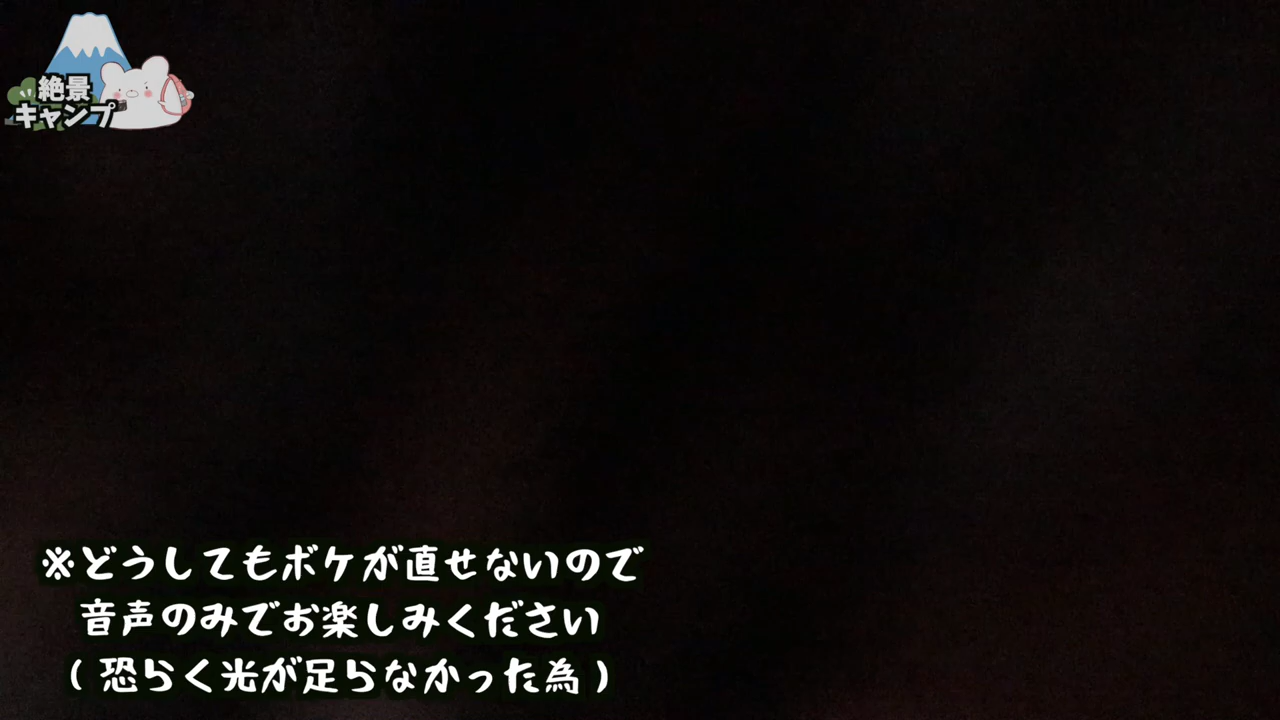 絶景
キャンプ
※どうしてもボケが直せないので
音声のみでお楽しみください
(恐らく光が足らなかった為)